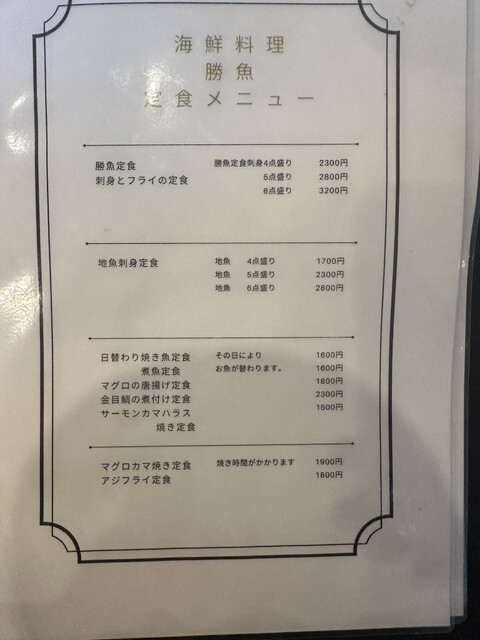 海鮮料理
勝魚
定食メニュー
勝魚定食 勝魚定食刺身4点盛り 2300円
刺身とフライの定食 5点盛り 2800円
6点盛り 3200円
地魚刺身定食 地魚 4点盛り 1700円
地魚 5点盛り 2300円
地魚 6点盛り 2800円
日替わり焼き魚定食 その日により 1600円
煮魚定食 お魚が替わります。 1600円
マグロの唐揚げ定食 1800円
金目鯛の煮付け定食 2300円
サーモンカマハラス 1500円
焼き定食
マグロカマ焼き定食 焼き時間がかかります 1900円
アジフライ定食 1800円